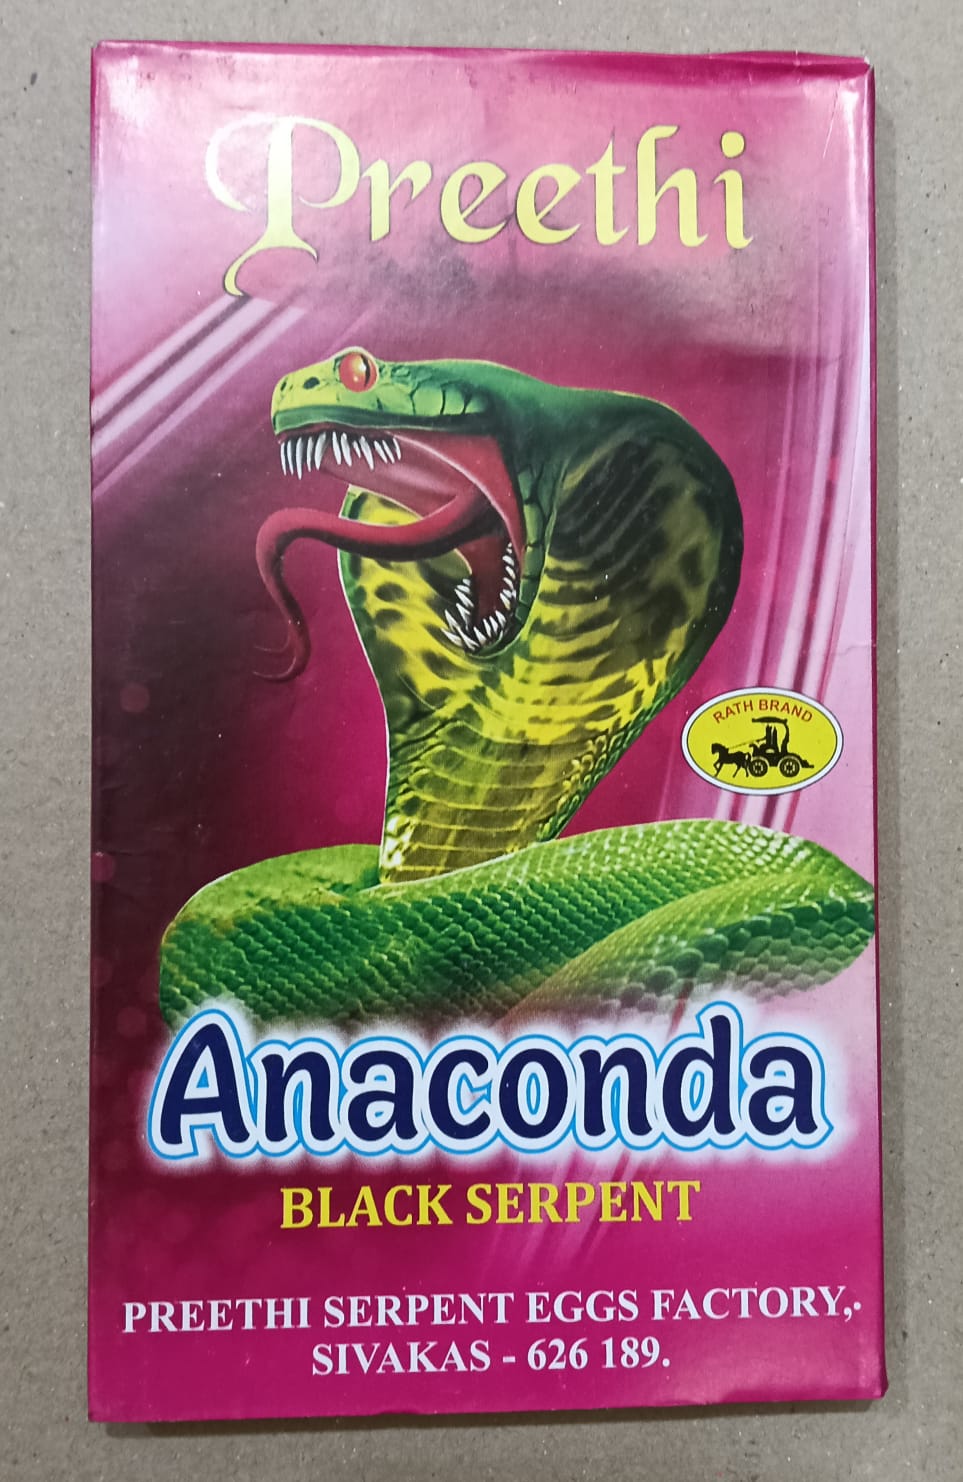 Preethi
RATH BRAND
Anaconda
BLACK SERPENT
PREETHI SERPENT EGGS FACTORY,.
SIVAKAS - 626 189.